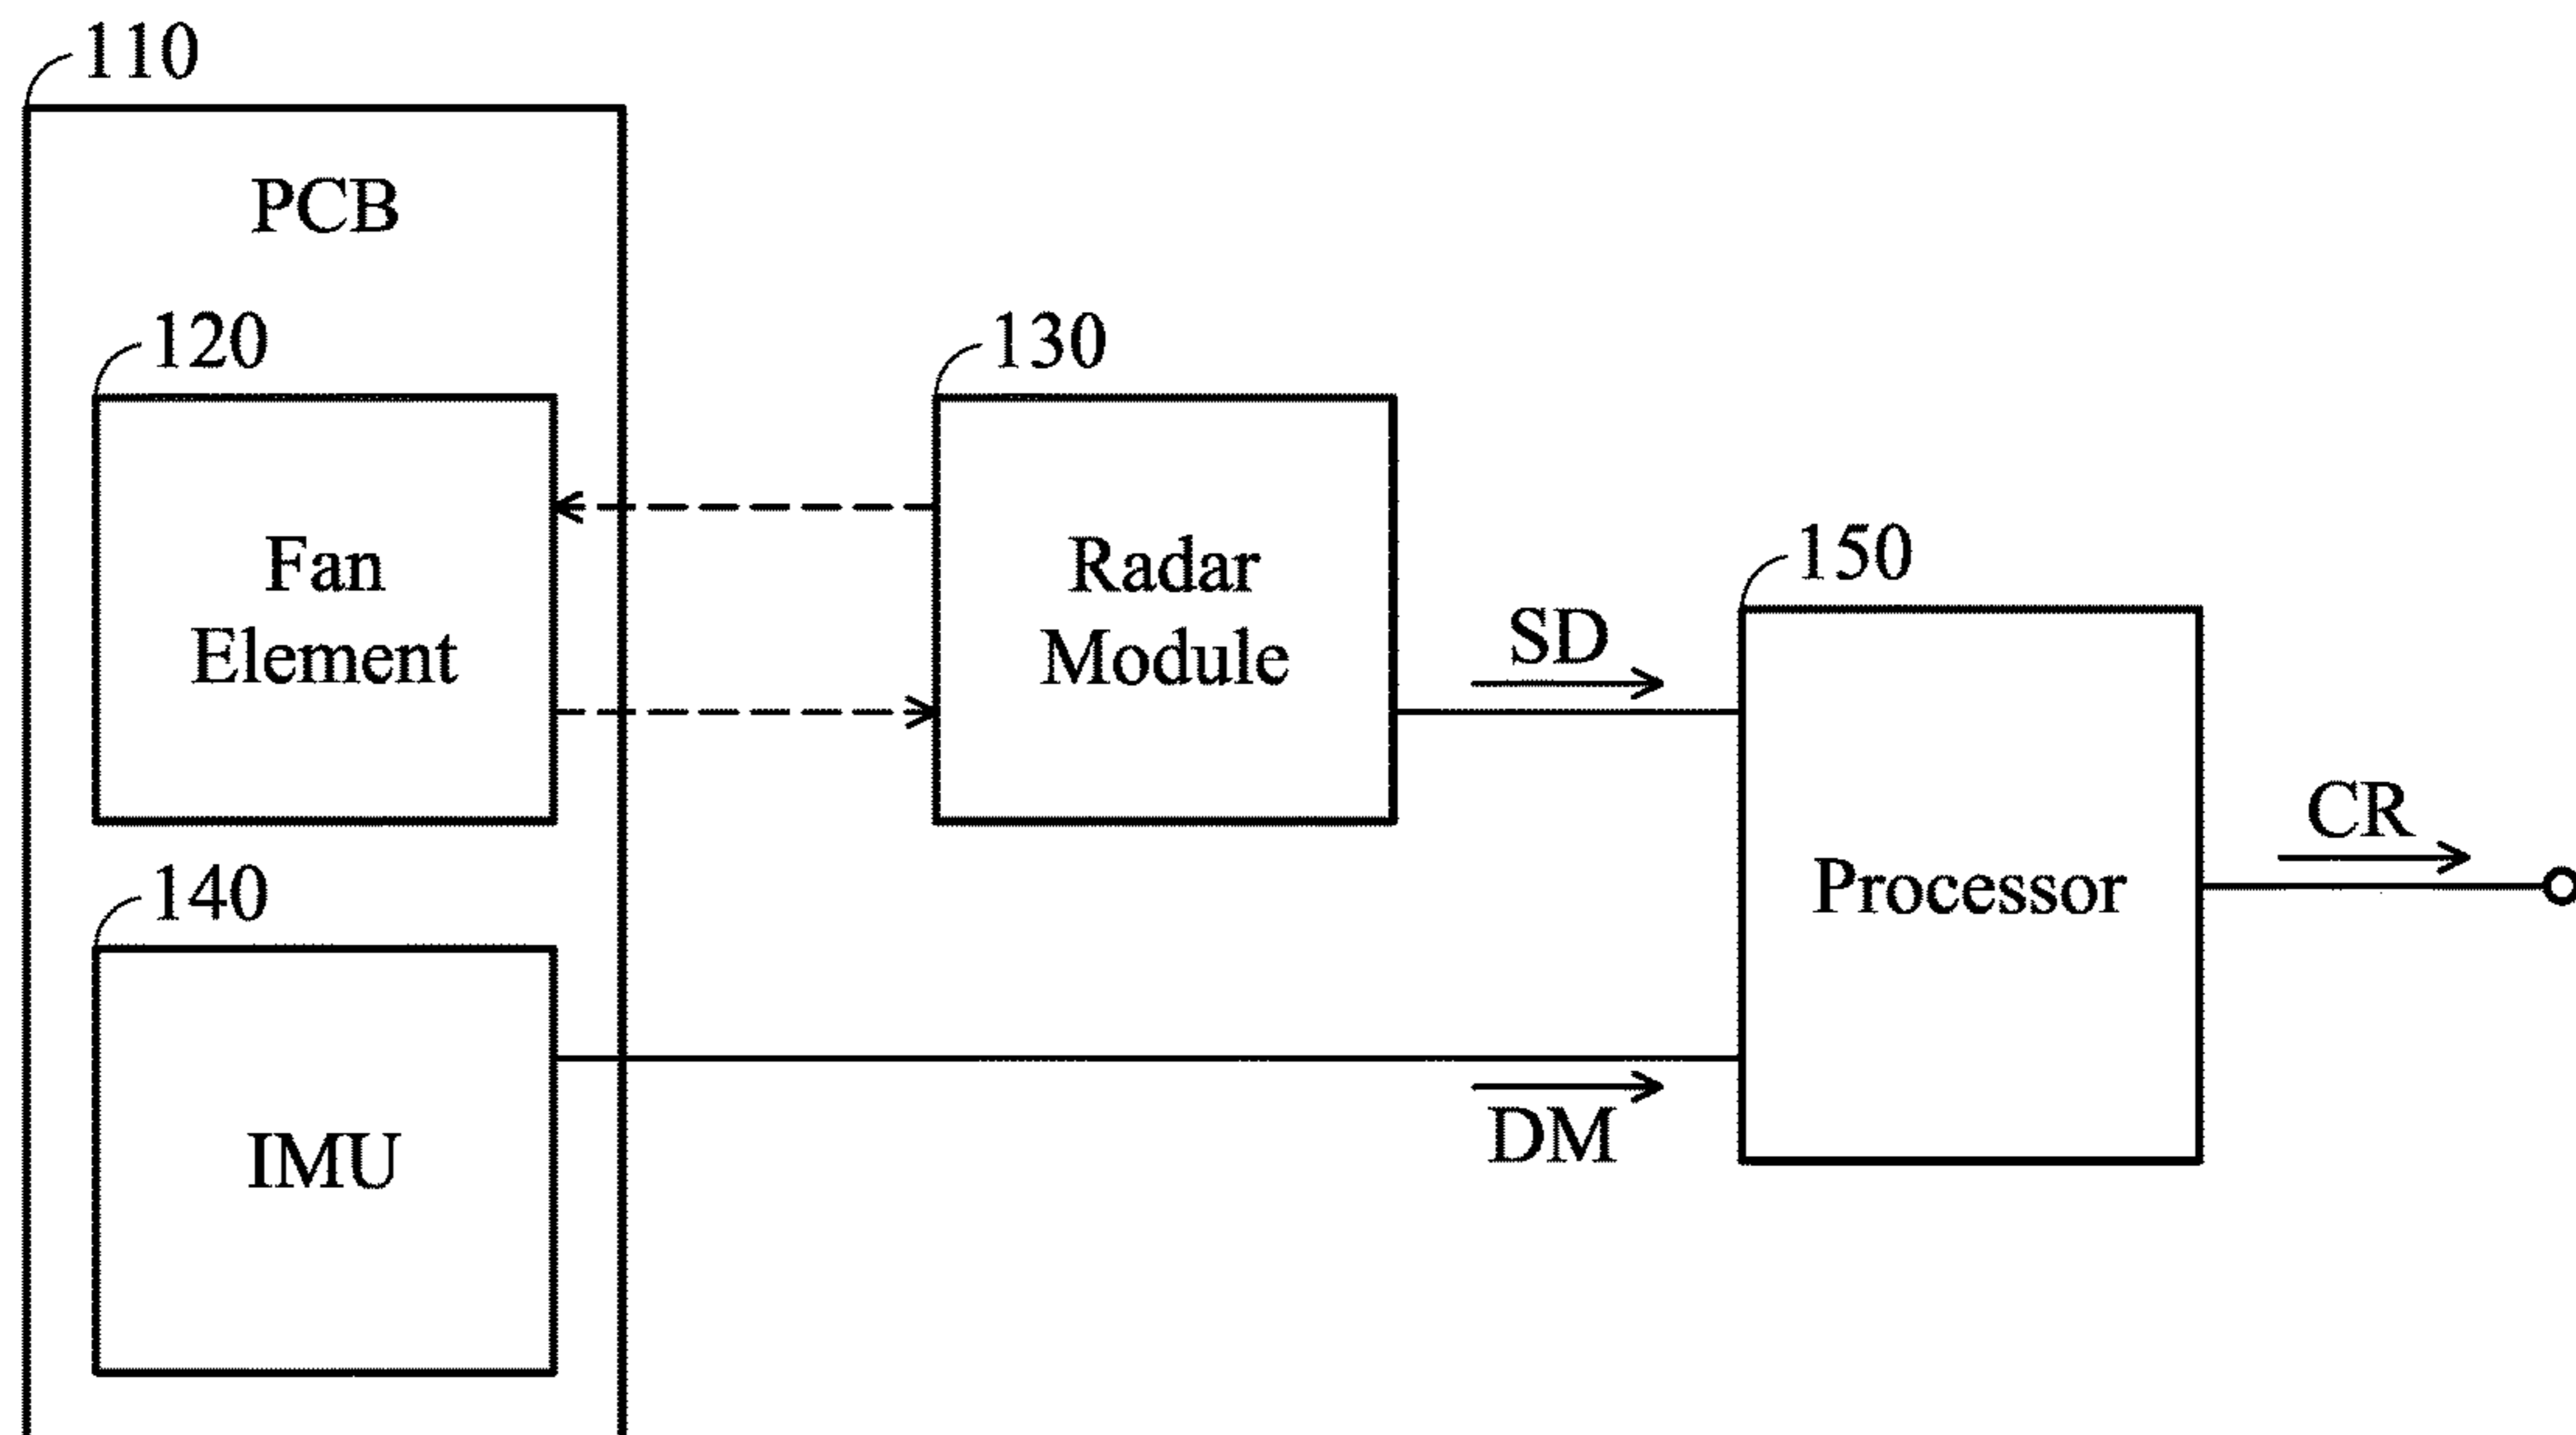 110
PCB
120
Fan
Element
130
Radar
Module
SD
150
Processor
CR
140
IMU
DM